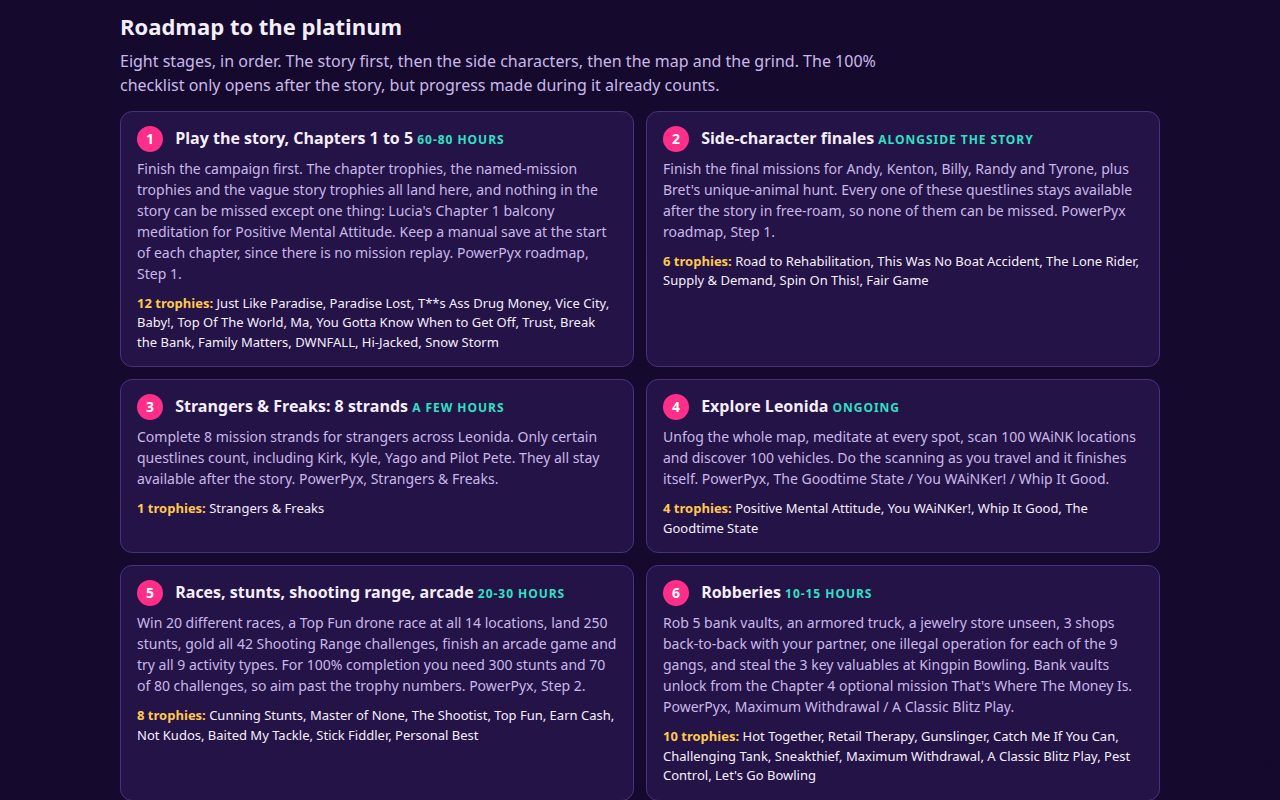 Roadmap to the platinum
Eight stages, in order. The story first, then the side characters, then the map and the grind. The 100%
checklist only opens after the story, but progress made during it already counts.
1 Play the story, Chapters 1 to 5 60-80 HOURS
Finish the campaign first. The chapter trophies, the named-mission
trophies and the vague story trophies all land here, and nothing in the
story can be missed except one thing: Lucia's Chapter 1 balcony
meditation for Positive Mental Attitude. Keep a manual save at the start
of each chapter, since there is no mission replay. PowerPyx roadmap,
Step 1.
12 trophies: Just Like Paradise, Paradise Lost, T**s Ass Drug Money, Vice City,
Baby!, Top Of The World, Ma, You Gotta Know When to Get Off, Trust, Break
the Bank, Family Matters, DWNFALL, Hi-Jacked, Snow Storm
2 Side-character finales ALONGSIDE THE STORY
Finish the final missions for Andy, Kenton, Billy, Randy and Tyrone, plus
Bret's unique-animal hunt. Every one of these questlines stays available
after the story in free-roam, so none of them can be missed. PowerPyx
roadmap, Step 1.
6 trophies: Road to Rehabilitation, This Was No Boat Accident, The Lone Rider,
Supply & Demand, Spin On This!, Fair Game
3 Strangers & Freaks: 8 strands A FEW HOURS
Complete 8 mission strands for strangers across Leonida. Only certain
questlines count, including Kirk, Kyle, Yago and Pilot Pete. They all stay
available after the story. PowerPyx, Strangers & Freaks.
1 trophies: Strangers & Freaks
4 Explore Leonida ONGOING
Unfog the whole map, meditate at every spot, scan 100 WAiNK locations
and discover 100 vehicles. Do the scanning as you travel and it finishes
itself. PowerPyx, The Goodtime State / You WAiNKer! / Whip It Good.
4 trophies: Positive Mental Attitude, You WAiNKer!, Whip It Good, The
Goodtime State
5 Races, stunts, shooting range, arcade 20-30 HOURS
Win 20 different races, a Top Fun drone race at all 14 locations, land 250
stunts, gold all 42 Shooting Range challenges, finish an arcade game and
try all 9 activity types. For 100% completion you need 300 stunts and 70
of 80 challenges, so aim past the trophy numbers. PowerPyx, Step 2.
8 trophies: Cunning Stunts, Master of None, The Shootist, Top Fun, Earn Cash,
Not Kudos, Baited My Tackle, Stick Fiddler, Personal Best
6 Robberies 10-15 HOURS
Rob 5 bank vaults, an armored truck, a jewelry store unseen, 3 shops
back-to-back with your partner, one illegal operation for each of the 9
gangs, and steal the 3 key valuables at Kingpin Bowling. Bank vaults
unlock from the Chapter 4 optional mission That's Where The Money Is.
PowerPyx, Maximum Withdrawal / A Classic Blitz Play.
10 trophies: Hot Together, Retail Therapy, Gunslinger, Catch Me If You Can,
Challenging Tank, Sneakthief, Maximum Withdrawal, A Classic Blitz Play, Pest
Control, Let's Go Bowling